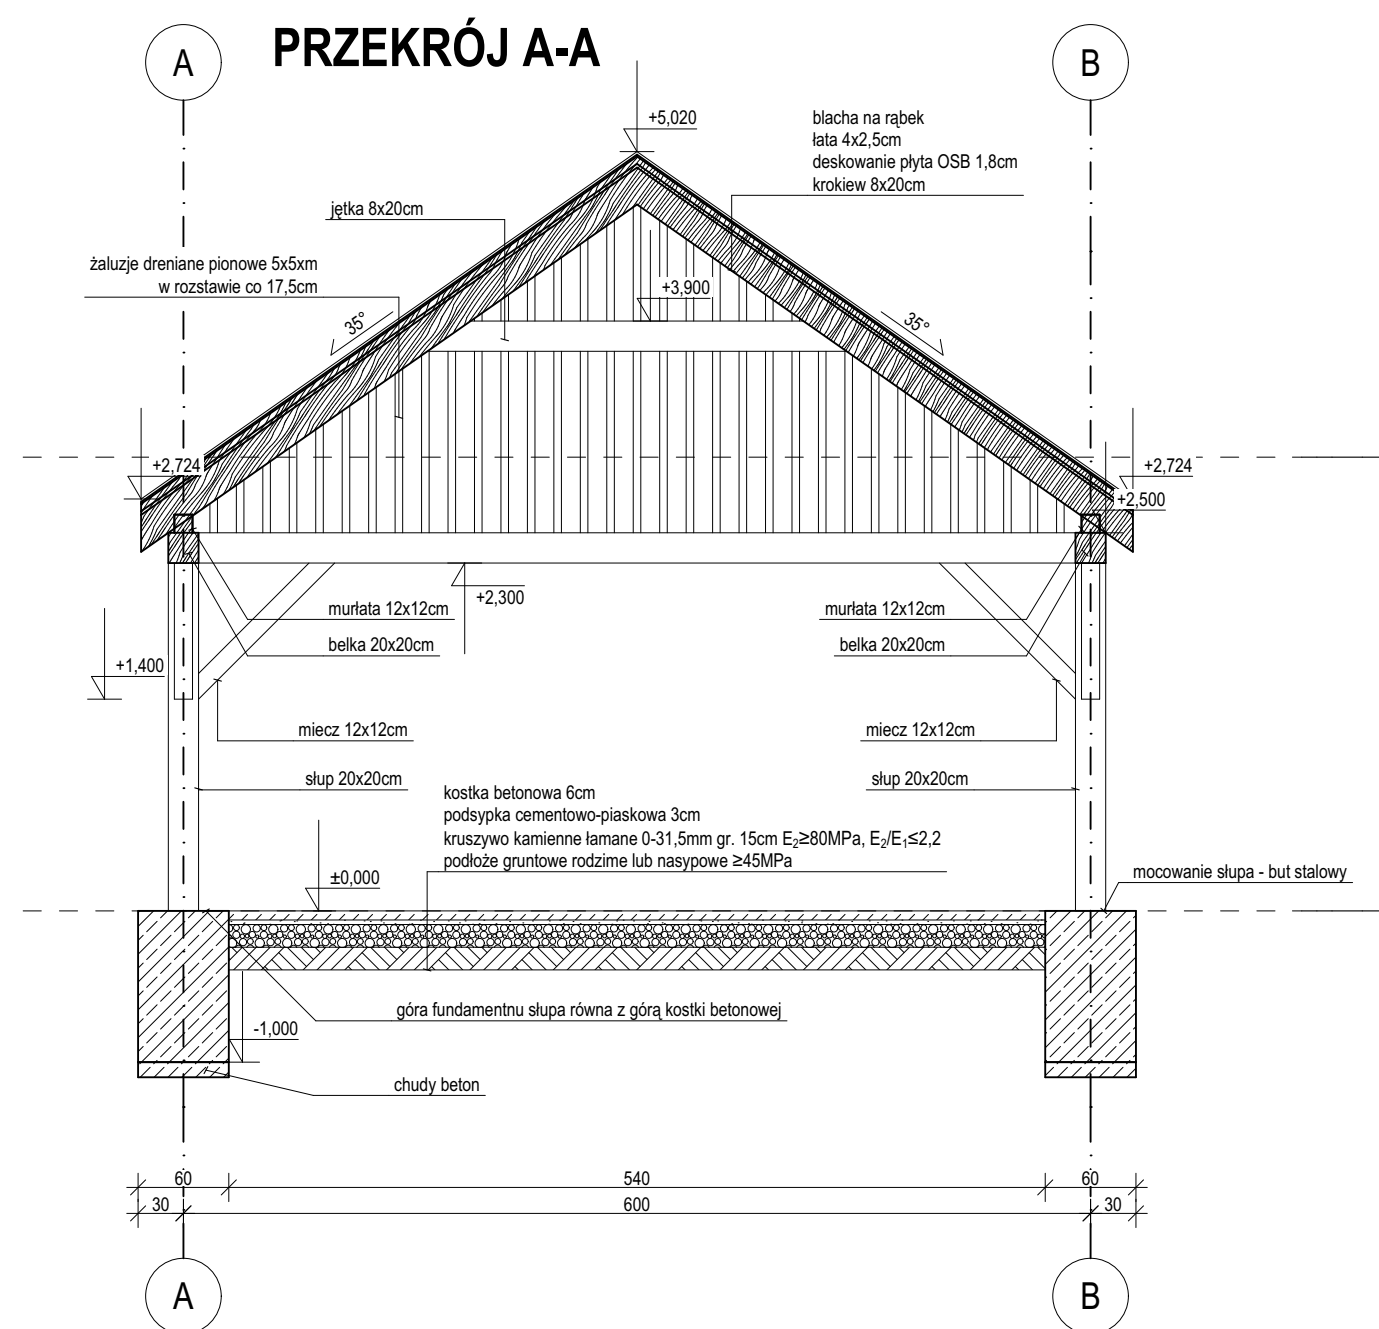 A
PRZEKRÓJ A-A
B
+5,020
blacha na rąbek
łata 4x2,5cm
deskowanie płyta OSB 1,8cm
krokiew 8x20cm
jętka 8x20cm
żaluzje dreniane pionowe 5x5xm
w rozstawie co 17,5cm
+3,900
35°
35°
+2,724
+2,724
+2,500
+2,300
murłata 12x12cm
murłata 12x12cm
belka 20x20cm
belka 20x20cm
+1,400
miecz 12x12cm
miecz 12x12cm
słup 20x20cm
słup 20x20cm
kostka betonowa 6cm
podsypka cementowo-piaskowa 3cm
kruszywo kamienne łamane 0-31,5mm gr. 15cm E₂≥80MPa, E₂/E₁≤2,2
podłoże gruntowe rodzime lub nasypowe ≥45MPa
±0,000
mocowanie słupa - but stalowy
góra fundamentnu słupa równa z górą kostki betonowej
-1,000
chudy beton
60
540
60
30
600
30
A
B